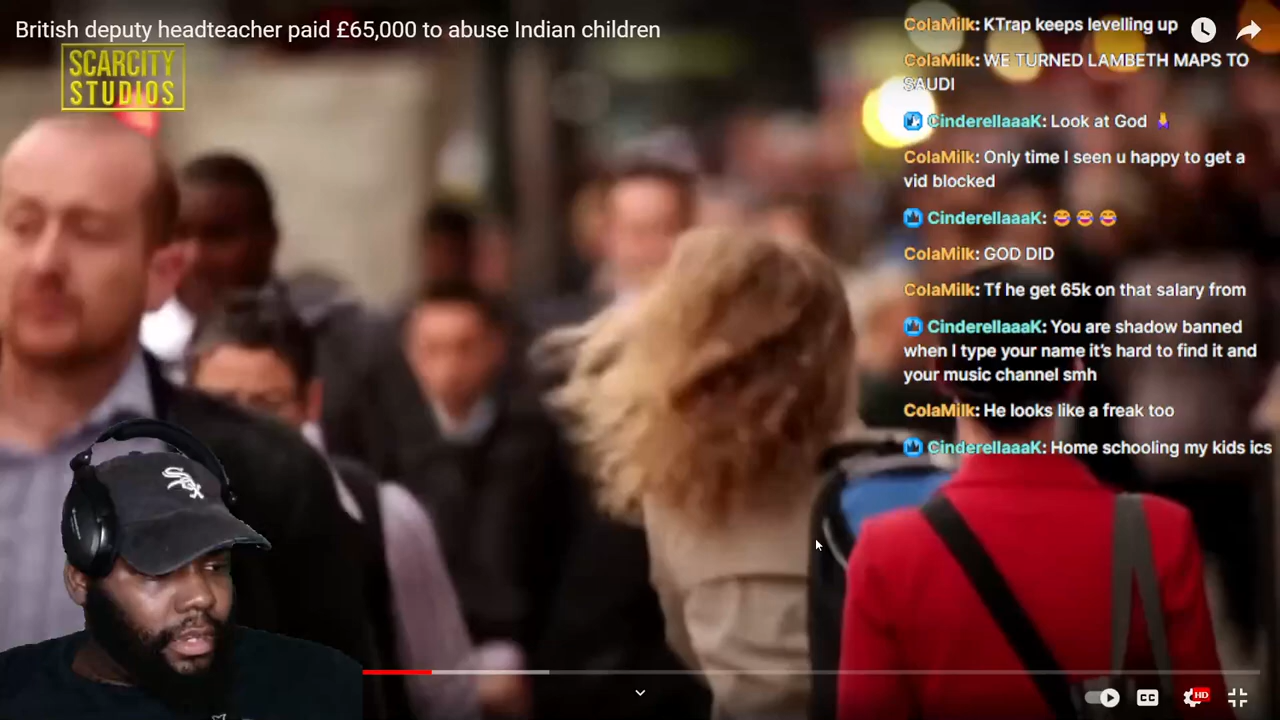 British deputy headteacher paid £65,000 to abuse Indian children
SCARCITY
STUDIOS
ColaMilk: KTrap keeps levelling up
ColaMilk: WE TURNED LAMBETH MAPS TO
SAUDI
CinderellaaaK: Look at God 🧎‍♀️
ColaMilk: Only time I seen u happy to get a
vid blocked
CinderellaaaK: 😂 😂 😂
ColaMilk: GOD DID
ColaMilk: Tf he get 65k on that salary from
CinderellaaaK: You are shadow banned
when I type your name it's hard to find it and
your music channel smh
ColaMilk: He looks like a freak too
CinderellaaaK: Home schooling my kids ics
CC
HD